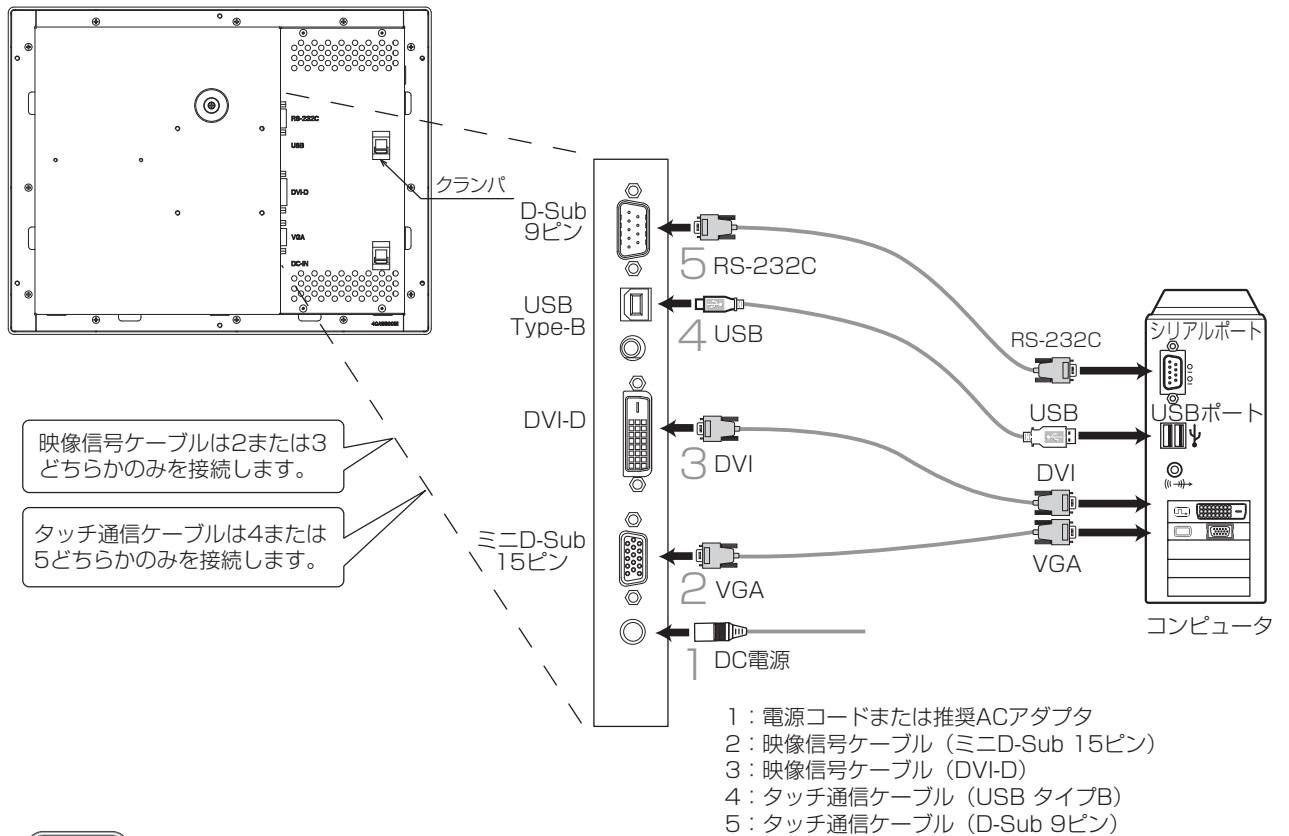 RS-232C
USB
DVI-D
VGA
DC-IN
クランパ
D-Sub
9ピン
USB
Type-B
DVI-D
ミニD-Sub
15ピン
5 RS-232C
4 USB
3 DVI
2 VGA
1 DC電源
RS-232C
USB
DVI
VGA
シリアルポート
USBポート
コンピュータ
映像信号ケーブルは2または3
どちらかのみを接続します。
タッチ通信ケーブルは4または
5どちらかのみを接続します。
1：電源コードまたは推奨ACアダプタ
2：映像信号ケーブル（ミニD-Sub 15ピン）
3：映像信号ケーブル（DVI-D）
4：タッチ通信ケーブル（USB タイプB）
5：タッチ通信ケーブル（D-Sub 9ピン）